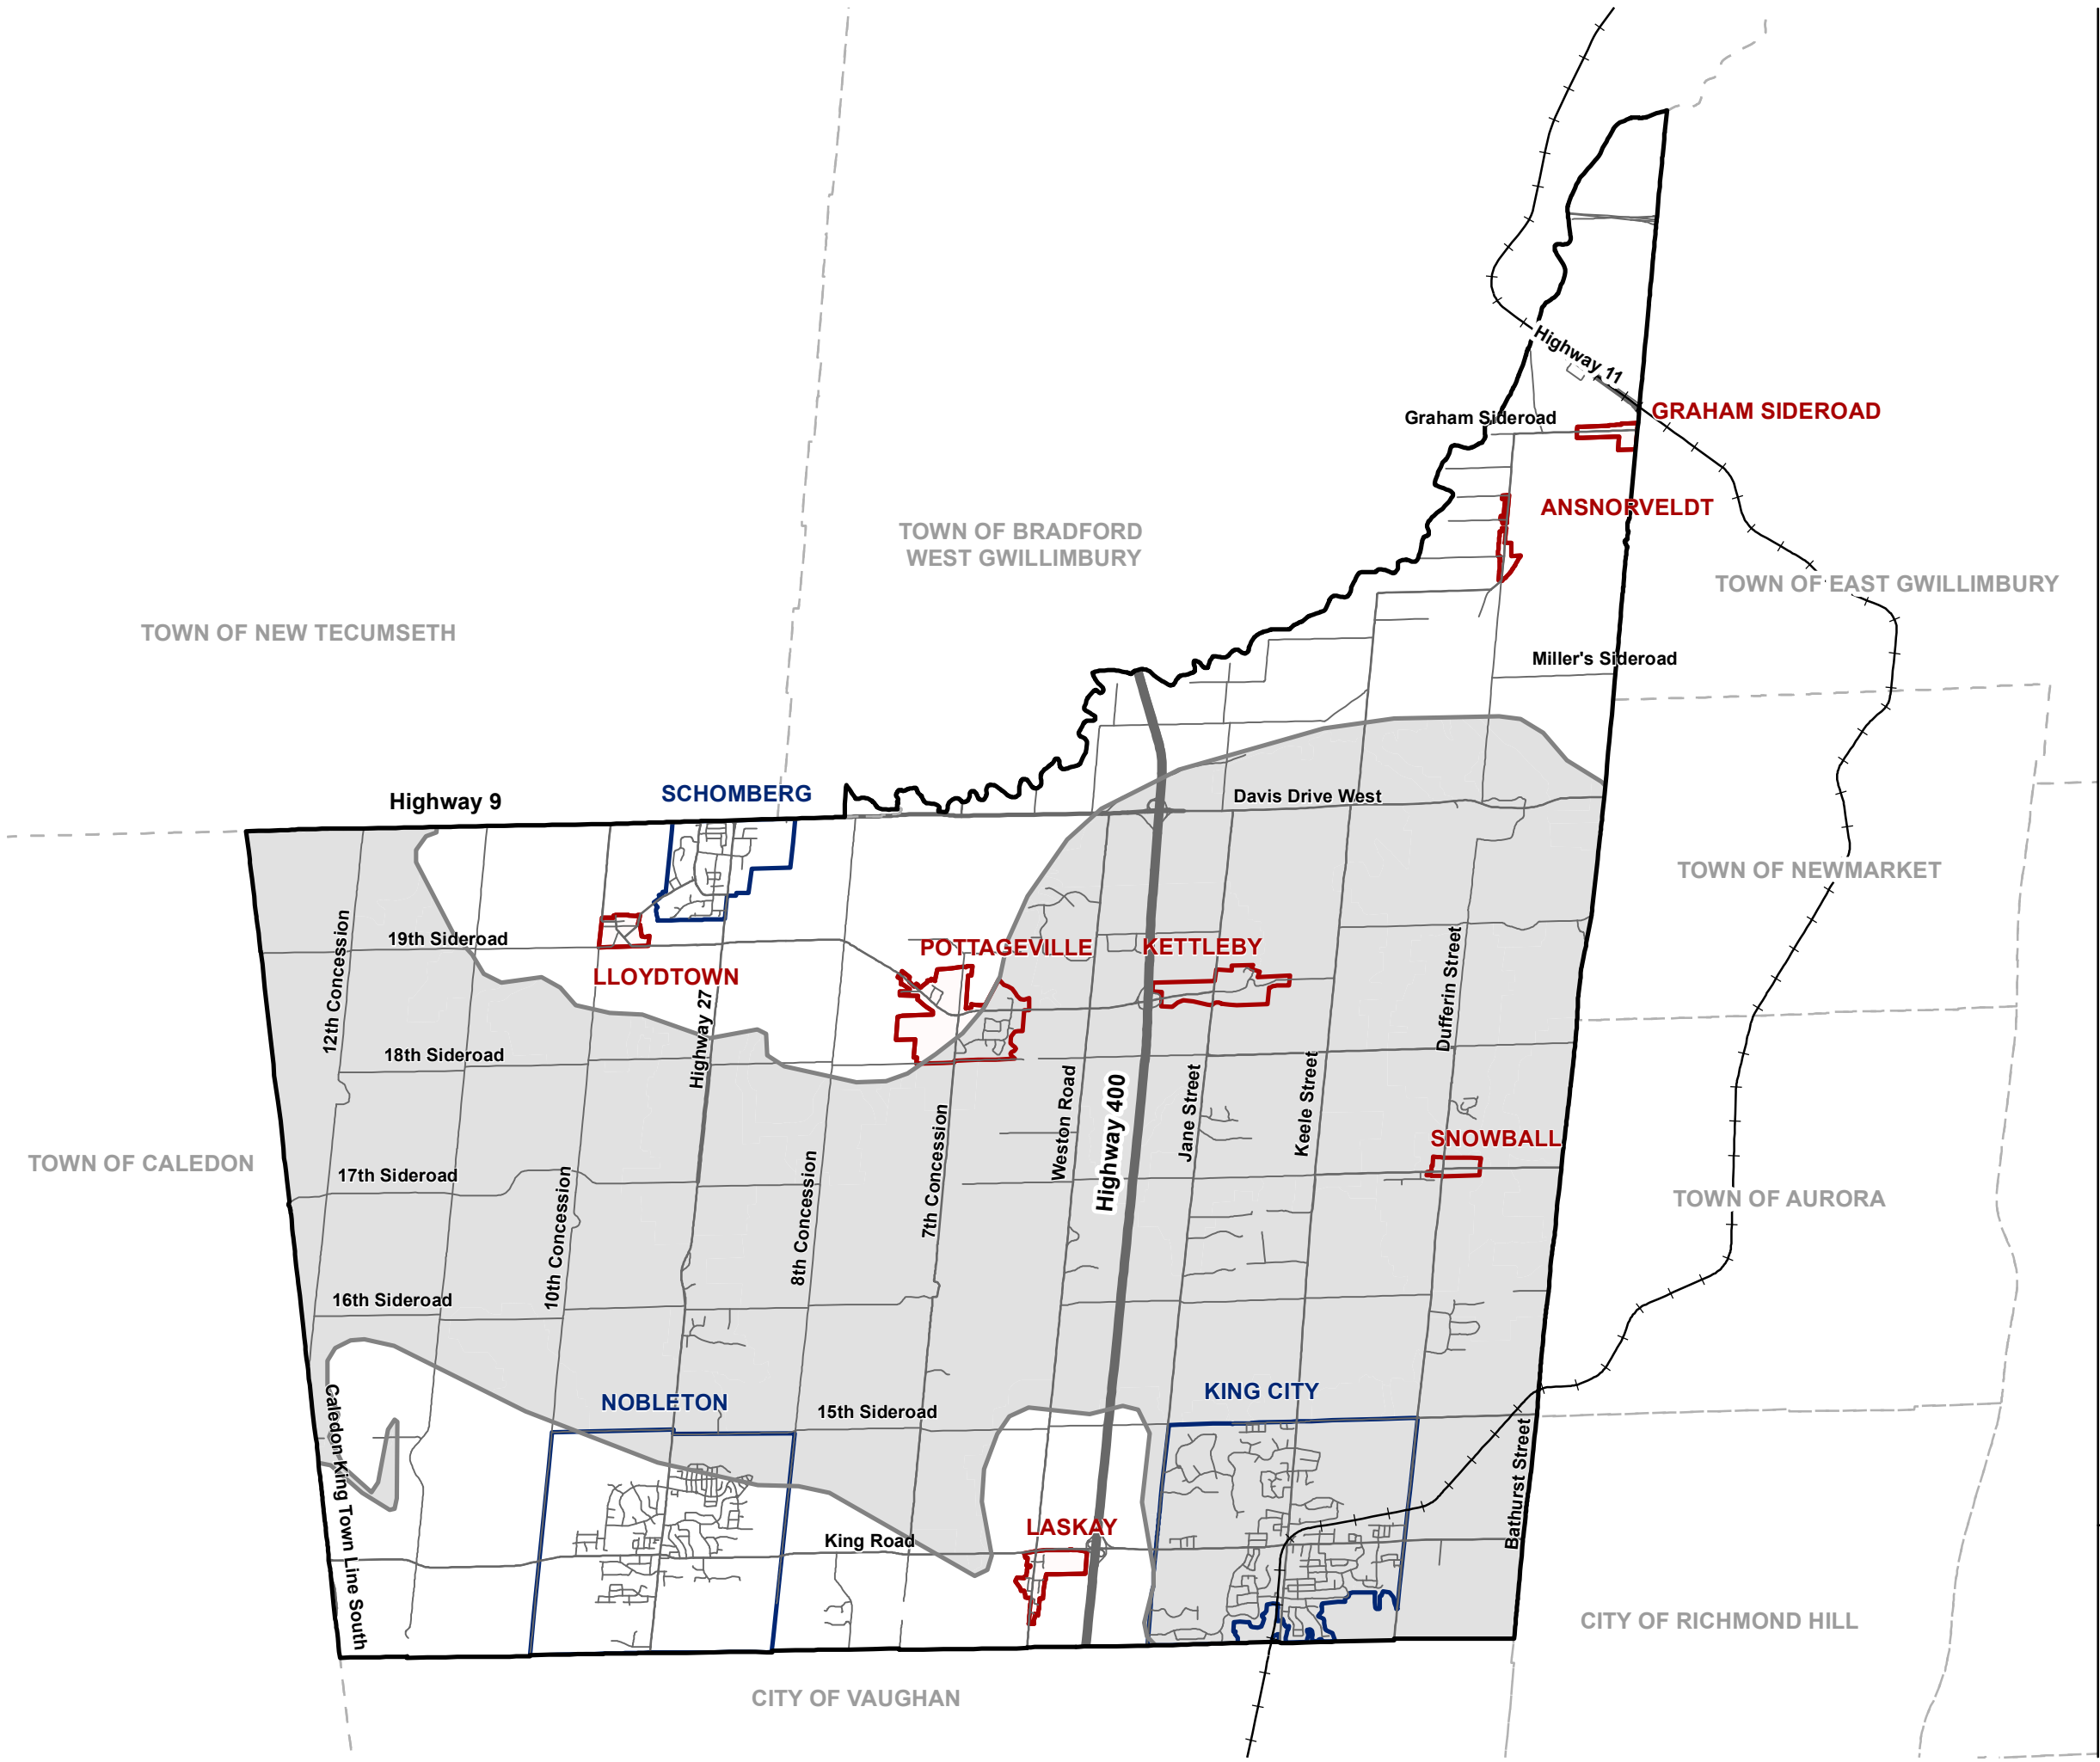 Highway 11
GRAHAM SIDEROAD
Graham Sideroad
ANSNORVELDT
TOWN OF BRADFORD
WEST GWILLIMBURY
TOWN OF EAST GWILLIMBURY
TOWN OF NEW TECUMSETH
Miller's Sideroad
SCHOMBERG
Highway 9
Davis Drive West
TOWN OF NEWMARKET
19th Sideroad
POTTAGEVILLE
KETTLEBY
LLOYDTOWN
12th Concession
Highway 27
Dufferin Street
18th Sideroad
Weston Road
Highway 400
Jane Street
Keele Street
SNOWBALL
TOWN OF CALEDON
17th Sideroad
10th Concession
8th Concession
7th Concession
TOWN OF AURORA
16th Sideroad
NOBLETON
15th Sideroad
KING CITY
Caledon King Town Line South
Bathurst Street
LASKAY
King Road
CITY OF RICHMOND HILL
CITY OF VAUGHAN